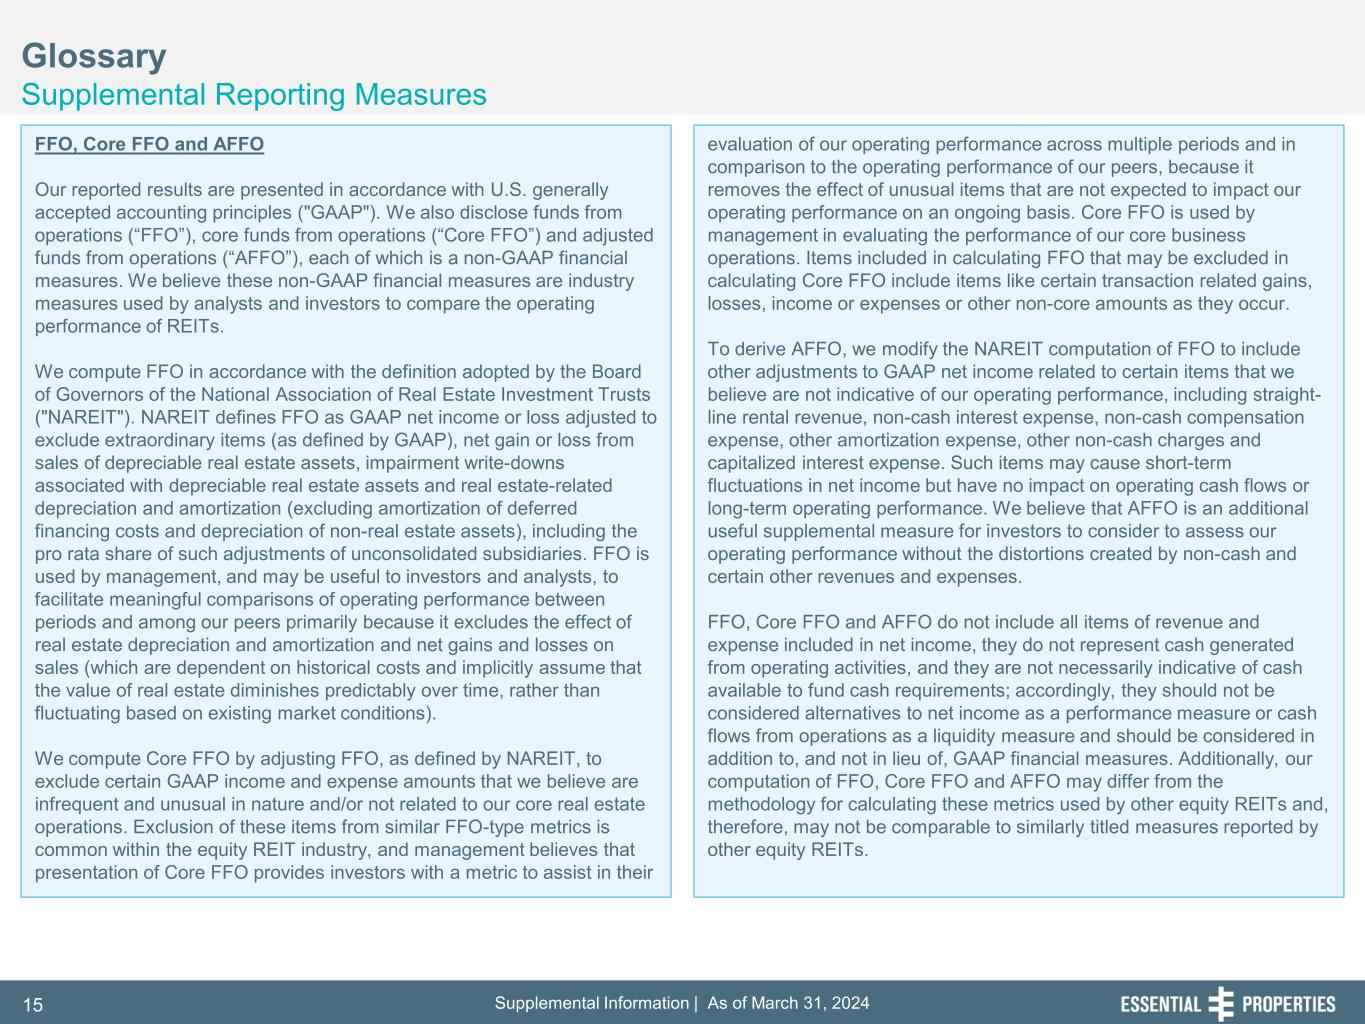 Glossary
Supplemental Reporting Measures
FFO, Core FFO and AFFO
Our reported results are presented in accordance with U.S. generally
accepted accounting principles ("GAAP"). We also disclose funds from
operations (“FFO”), core funds from operations (“Core FFO”) and adjusted
funds from operations (“AFFO”), each of which is a non-GAAP financial
measures. We believe these non-GAAP financial measures are industry
measures used by analysts and investors to compare the operating
performance of REITs.
We compute FFO in accordance with the definition adopted by the Board
of Governors of the National Association of Real Estate Investment Trusts
("NAREIT"). NAREIT defines FFO as GAAP net income or loss adjusted to
exclude extraordinary items (as defined by GAAP), net gain or loss from
sales of depreciable real estate assets, impairment write-downs
associated with depreciable real estate assets and real estate-related
depreciation and amortization (excluding amortization of deferred
financing costs and depreciation of non-real estate assets), including the
pro rata share of such adjustments of unconsolidated subsidiaries. FFO is
used by management, and may be useful to investors and analysts, to
facilitate meaningful comparisons of operating performance between
periods and among our peers primarily because it excludes the effect of
real estate depreciation and amortization and net gains and losses on
sales (which are dependent on historical costs and implicitly assume that
the value of real estate diminishes predictably over time, rather than
fluctuating based on existing market conditions).
We compute Core FFO by adjusting FFO, as defined by NAREIT, to
exclude certain GAAP income and expense amounts that we believe are
infrequent and unusual in nature and/or not related to our core real estate
operations. Exclusion of these items from similar FFO-type metrics is
common within the equity REIT industry, and management believes that
presentation of Core FFO provides investors with a metric to assist in their
evaluation of our operating performance across multiple periods and in
comparison to the operating performance of our peers, because it
removes the effect of unusual items that are not expected to impact our
operating performance on an ongoing basis. Core FFO is used by
management in evaluating the performance of our core business
operations. Items included in calculating FFO that may be excluded in
calculating Core FFO include items like certain transaction related gains,
losses, income or expenses or other non-core amounts as they occur.
To derive AFFO, we modify the NAREIT computation of FFO to include
other adjustments to GAAP net income related to certain items that we
believe are not indicative of our operating performance, including straight-
line rental revenue, non-cash interest expense, non-cash compensation
expense, other amortization expense, other non-cash charges and
capitalized interest expense. Such items may cause short-term
fluctuations in net income but have no impact on operating cash flows or
long-term operating performance. We believe that AFFO is an additional
useful supplemental measure for investors to consider to assess our
operating performance without the distortions created by non-cash and
certain other revenues and expenses.
FFO, Core FFO and AFFO do not include all items of revenue and
expense included in net income, they do not represent cash generated
from operating activities, and they are not necessarily indicative of cash
available to fund cash requirements; accordingly, they should not be
considered alternatives to net income as a performance measure or cash
flows from operations as a liquidity measure and should be considered in
addition to, and not in lieu of, GAAP financial measures. Additionally, our
computation of FFO, Core FFO and AFFO may differ from the
methodology for calculating these metrics used by other equity REITs and,
therefore, may not be comparable to similarly titled measures reported by
other equity REITs.
15
Supplemental Information | As of March 31, 2024
ESSENTIAL PROPERTIES